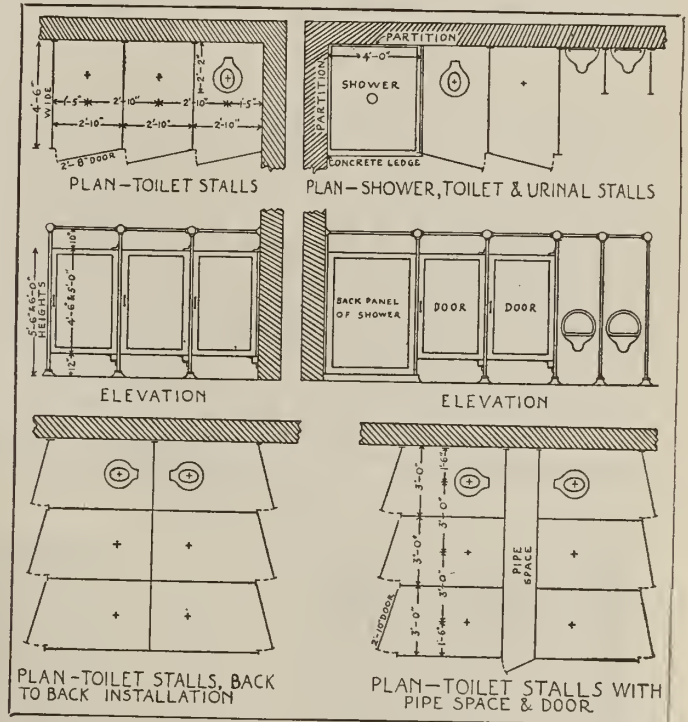 4'-6"
WIDE
2'-2"
1'-5" 2'-10" 2'-10" 1'-5"
2'-10" 2'-10" 2'-10"
2'-8" DOOR
PLAN-TOILET STALLS
PARTITION
PARTITION
4'-0"
SHOWER
CONCRETE LEDGE
PLAN-SHOWER, TOILET & URINAL STALLS
5'-6" & 6'-0"
HEIGHTS
10"
4'-6" & 5'-0"
12"
ELEVATION
BACK PANEL
OF SHOWER
DOOR
DOOR
ELEVATION
PLAN-TOILET STALLS, BACK
TO BACK INSTALLATION
3'-0" 1'-6"
3'-0"
3'-0"
3'-0"
3'-0" 1'-6"
2'-10" DOOR
PIPE
SPACE
PLAN-TOILET STALLS WITH
PIPE SPACE & DOOR